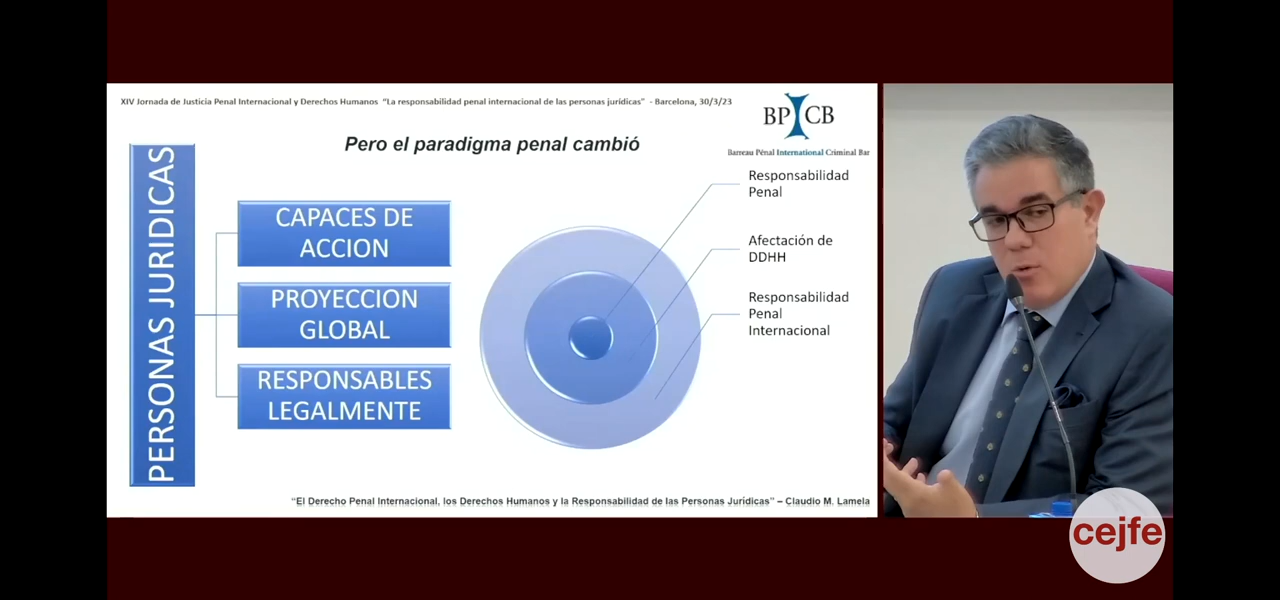 XIV Jornada de Justicia Penal Internacional y Derechos Humanos "La responsabilidad penal internacional de las personas jurídicas" - Barcelona, 30/3/23
BPICB
Barreau Pénal International Criminal Bar
Pero el paradigma penal cambió
PERSONAS JURIDICAS
CAPACES DE
ACCION
PROYECCION
GLOBAL
RESPONSABLES
LEGALMENTE
Responsabilidad
Penal
Afectación de
DDHH
Responsabilidad
Penal
Internacional
"El Derecho Penal Internacional, los Derechos Humanos y la Responsabilidad de las Personas Jurídicas" – Claudio M. Lamela
cejfe